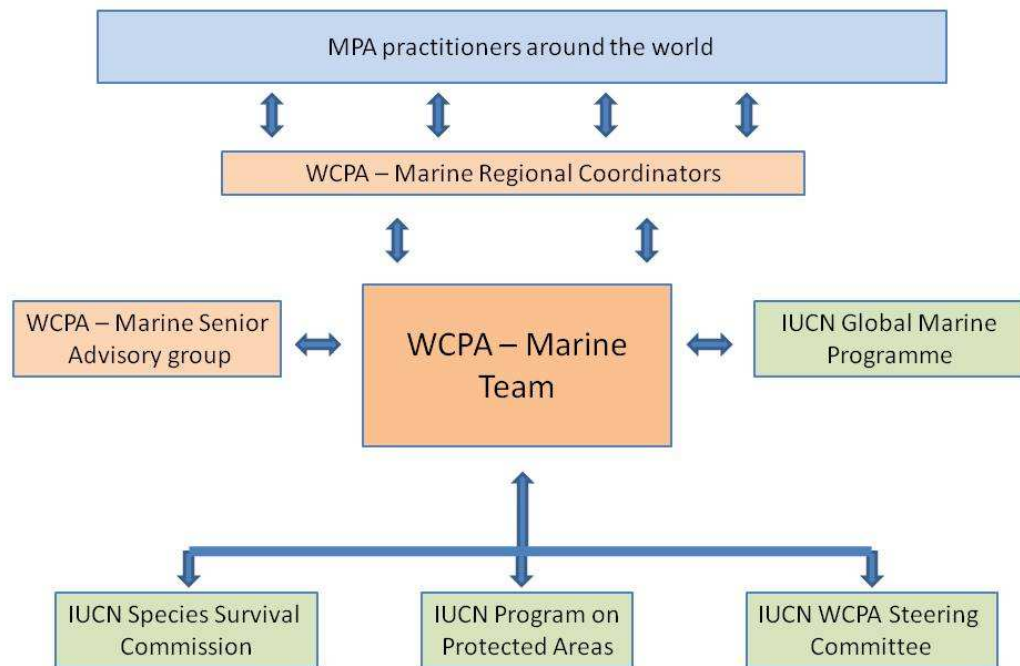 MPA practitioners around the world
WCPA – Marine Regional Coordinators
WCPA – Marine Senior
Advisory group
WCPA – Marine
Team
IUCN Global Marine
Programme
IUCN Species Survival
Commission
IUCN Program on
Protected Areas
IUCN WCPA Steering
Committee